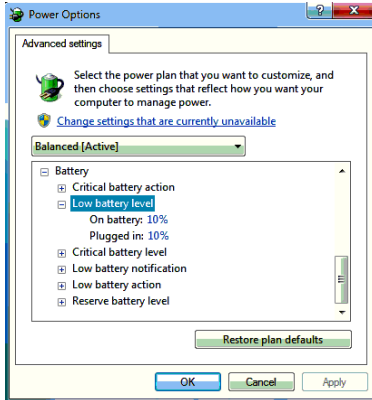 Power Options
Advanced settings
Select the power plan that you want to customize, and
then choose settings that reflect how you want your
computer to manage power.
Change settings that are currently unavailable
Balanced [Active]
Battery
Critical battery action
Low battery level
On battery: 10%
Plugged in: 10%
Critical battery level
Low battery notification
Low battery action
Reserve battery level
Restore plan defaults
OK Cancel Apply